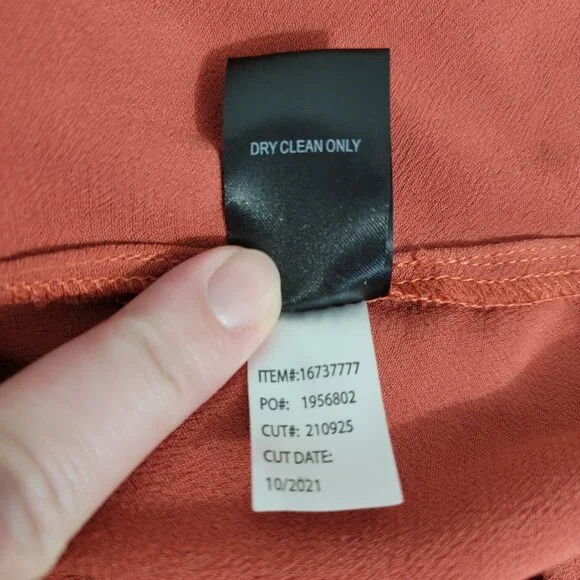 DRY CLEAN ONLY
ITEM#:16737777
PO#: 1956802
CUT#: 210925
CUT DATE:
10/2021